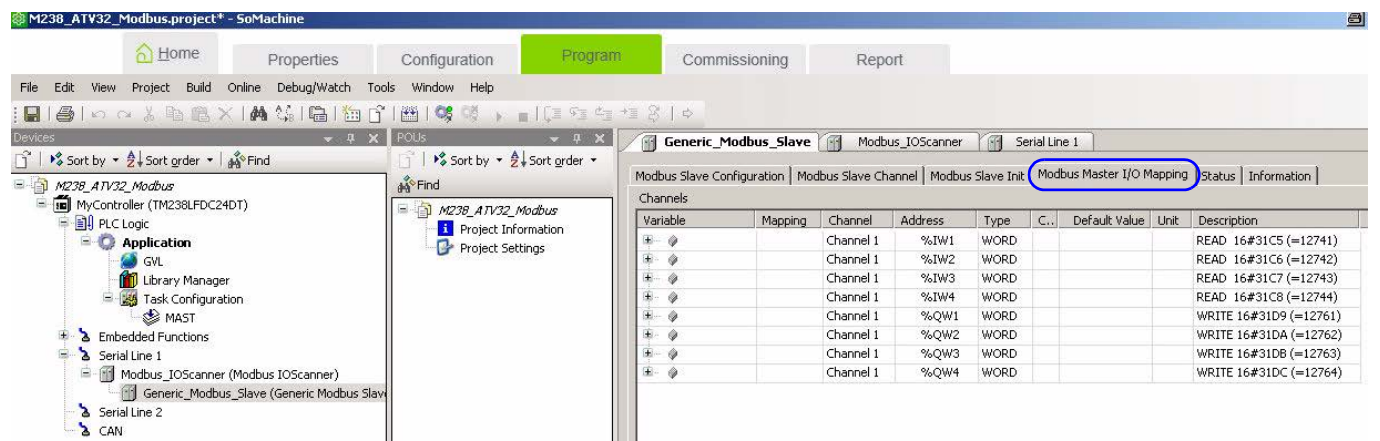 M238_ATV32_Modbus.project* - SoMachine
Home Properties Configuration Program Commissioning Report
File Edit View Project Build Online Debug/Watch Tools Window Help
Devices
Sort by Sort order Find
M238_ATV32_Modbus
MyController (TM238LFDC24DT)
PLC Logic
Application
GVL
Library Manager
Task Configuration
MAST
Embedded Functions
Serial Line 1
Modbus_IOScanner (Modbus IOScanner)
Generic_Modbus_Slave (Generic Modbus Slav
Serial Line 2
CAN
POUs
Sort by Sort order
Find
M238_ATV32_Modbus
Project Information
Project Settings
Generic_Modbus_Slave Modbus_IOScanner Serial Line 1
Modbus Slave Configuration Modbus Slave Channel Modbus Slave Init Modbus Master I/O Mapping Status Information
Channels
Variable Mapping Channel Address Type C.. Default Value Unit Description
Channel 1 %IW1 WORD READ 16#31C5 (=12741)
Channel 1 %IW2 WORD READ 16#31C6 (=12742)
Channel 1 %IW3 WORD READ 16#31C7 (=12743)
Channel 1 %IW4 WORD READ 16#31C8 (=12744)
Channel 1 %QW1 WORD WRITE 16#31D9 (=12761)
Channel 1 %QW2 WORD WRITE 16#31DA (=12762)
Channel 1 %QW3 WORD WRITE 16#31DB (=12763)
Channel 1 %QW4 WORD WRITE 16#31DC (=12764)